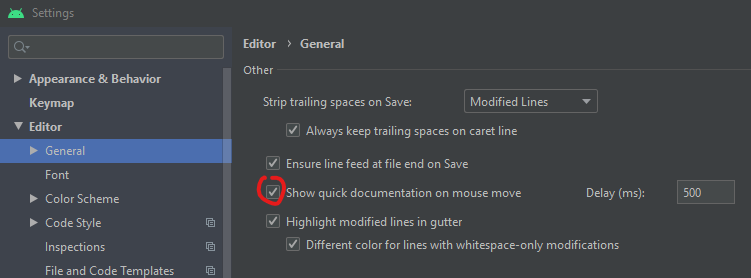 Settings
Appearance & Behavior
Keymap
Editor
General
Font
Color Scheme
Code Style
Inspections
File and Code Templates
Editor › General
Other
Strip trailing spaces on Save: Modified Lines
Always keep trailing spaces on caret line
Ensure line feed at file end on Save
Show quick documentation on mouse move Delay (ms): 500
Highlight modified lines in gutter
Different color for lines with whitespace-only modifications